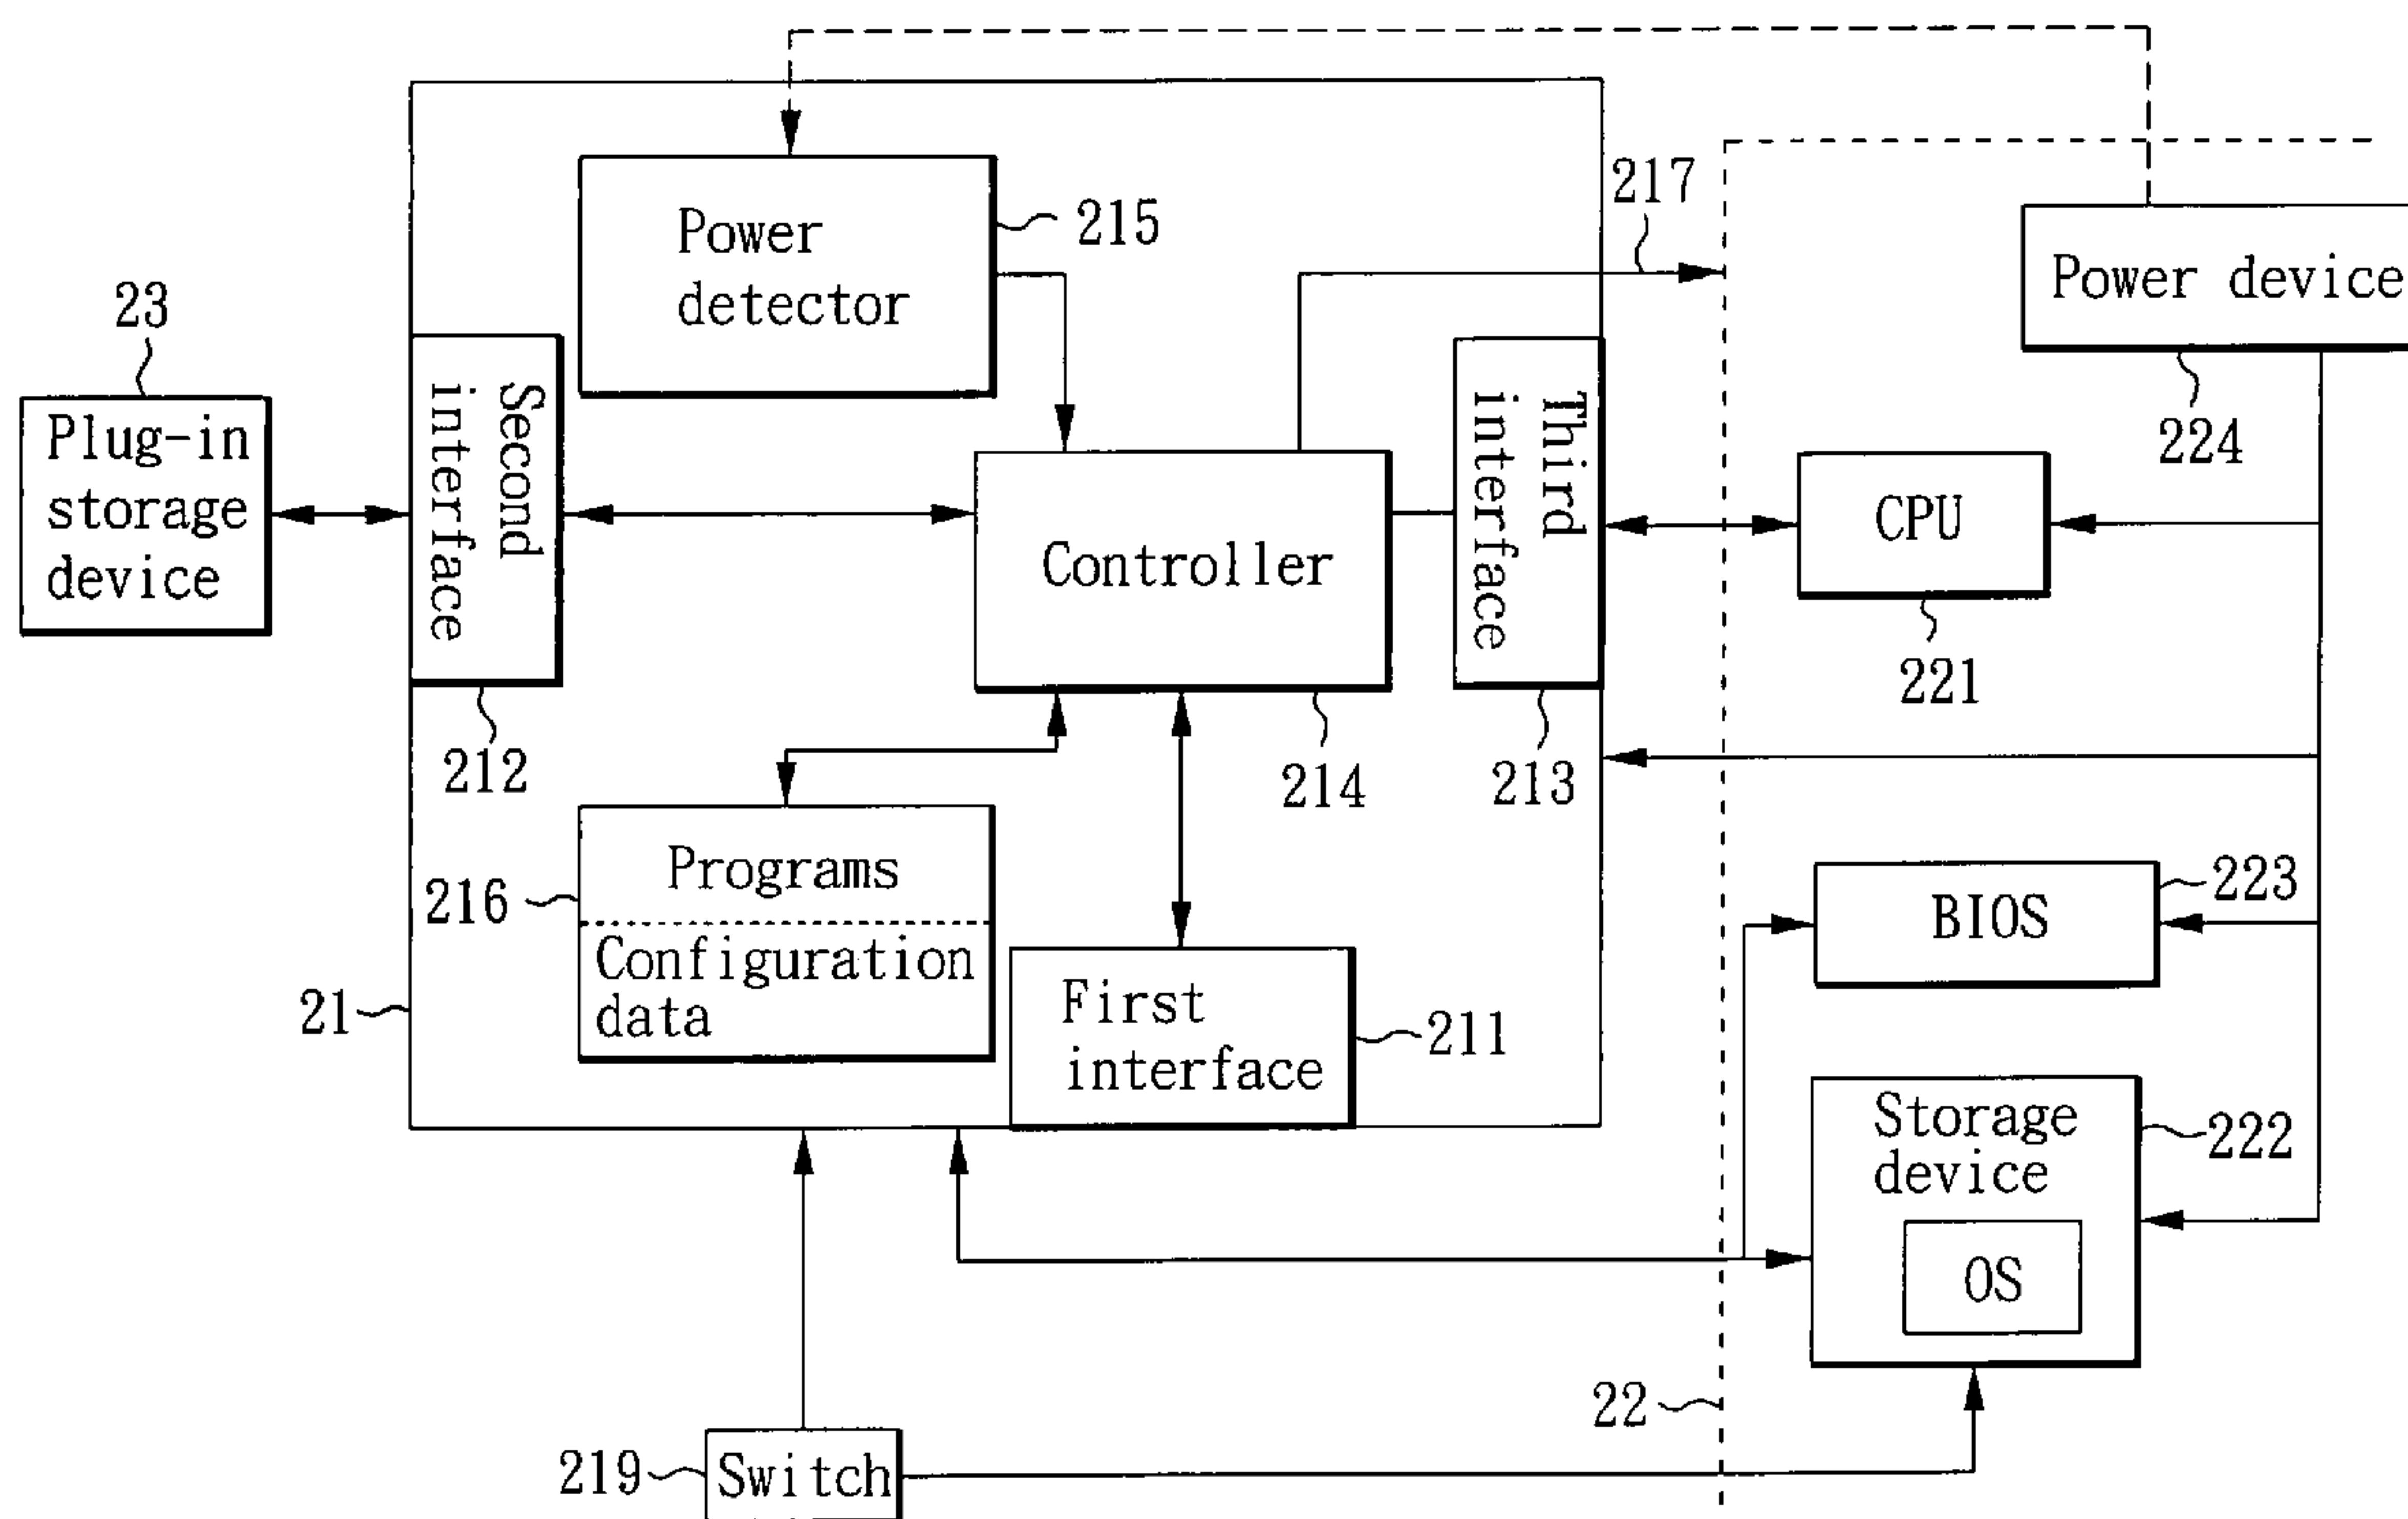 217
Power
detector
215
Power device
23
Plug-in
storage
device
Second
interface
Third
interface
224
Controller
CPU
221
212
214
213
Programs
216
223
BIOS
Configuration
data
21
First
interface
211
Storage
device
222
OS
22
219
Switch